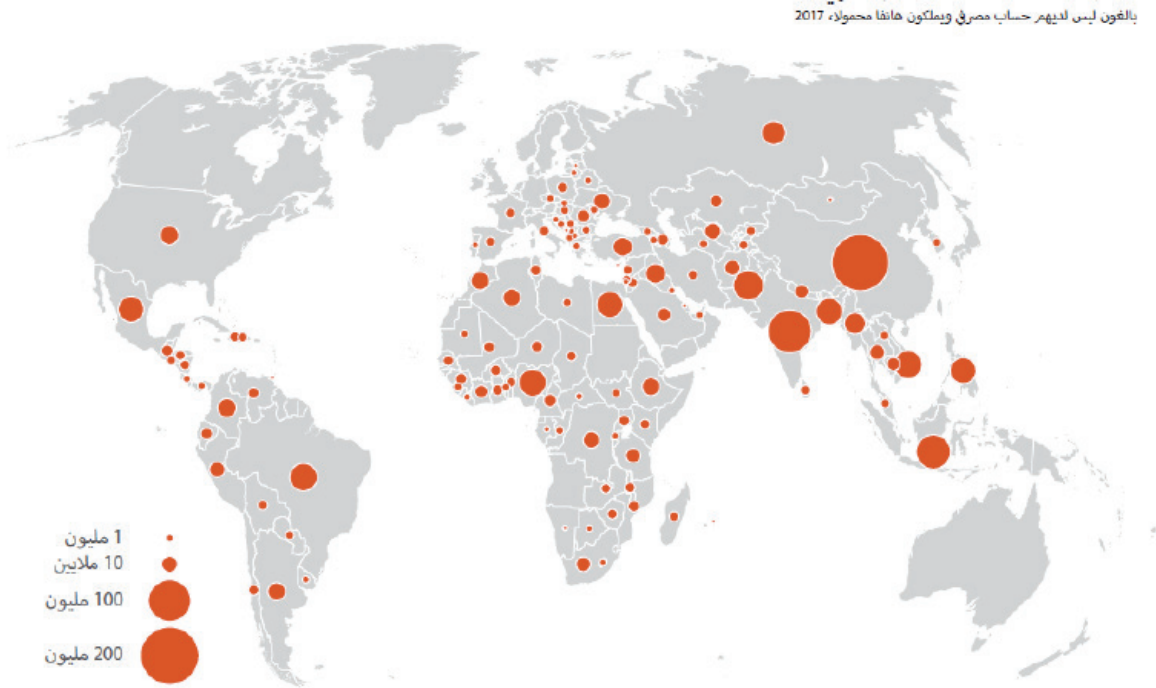 بالغون ليس لديهم حساب مصرفي ويملكون هاتفا محمولا، 2017
1 مليون
10 ملايين
100 مليون
200 مليون